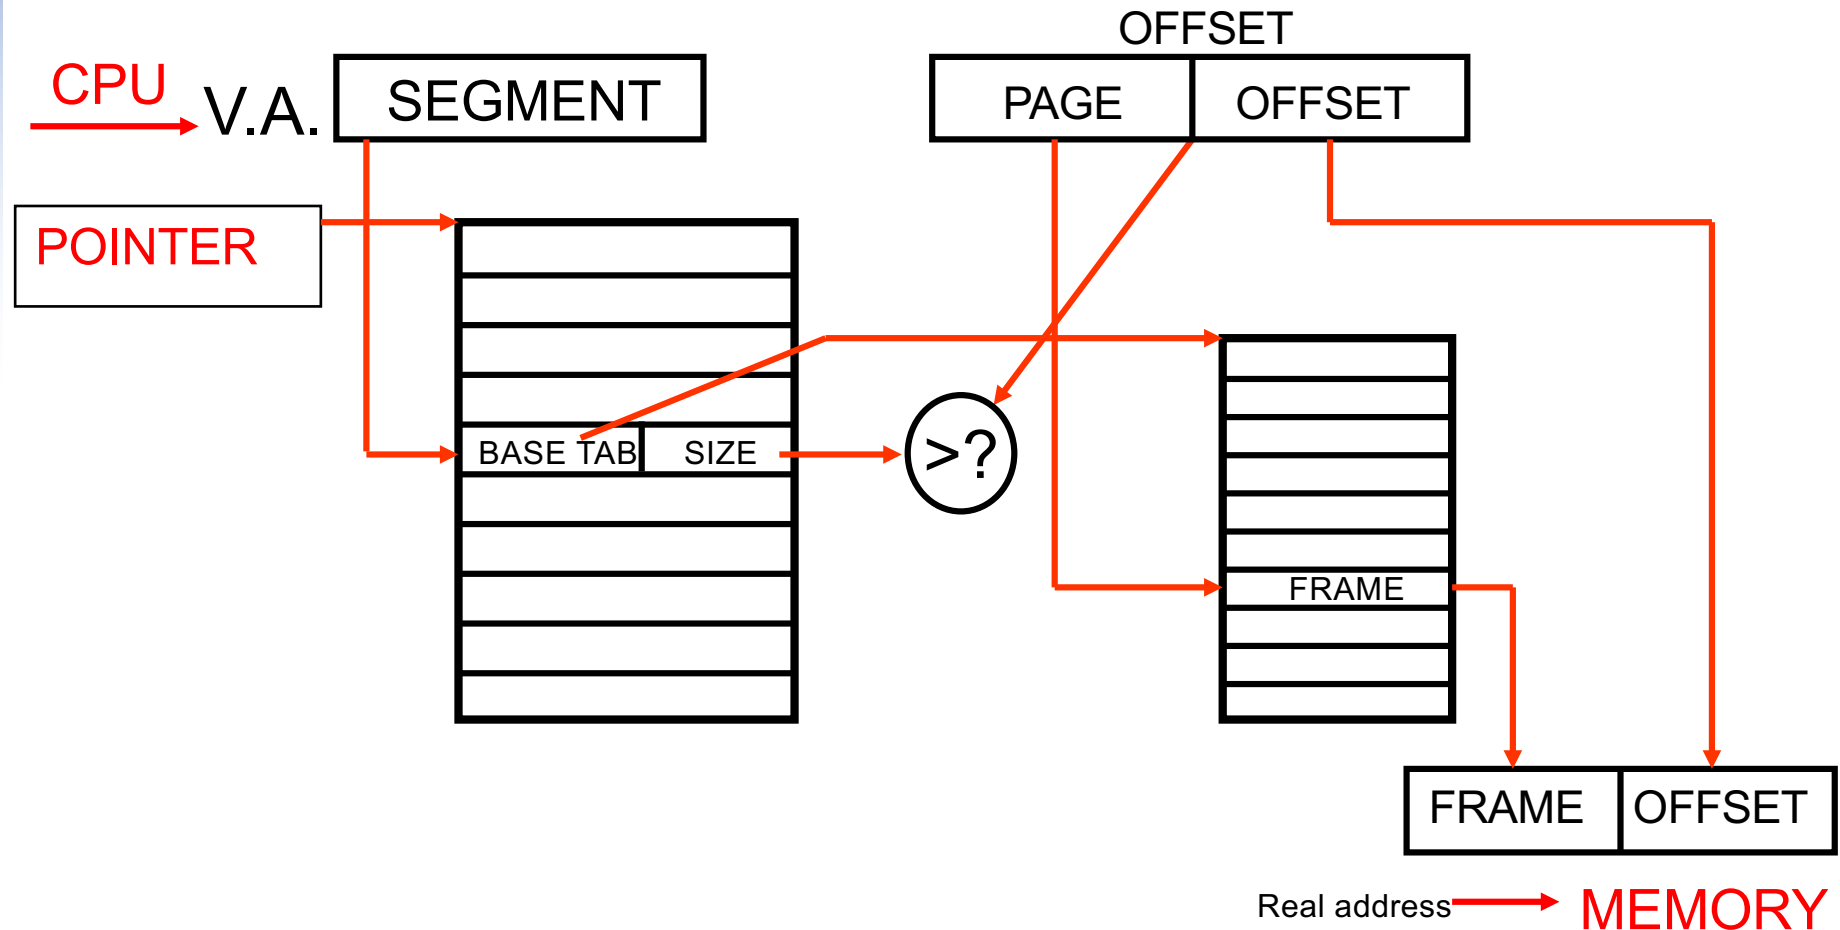 OFFSET
CPU
V.A.
SEGMENT
PAGE
OFFSET
POINTER
BASE TAB
SIZE
>?
FRAME
FRAME
OFFSET
Real address
MEMORY